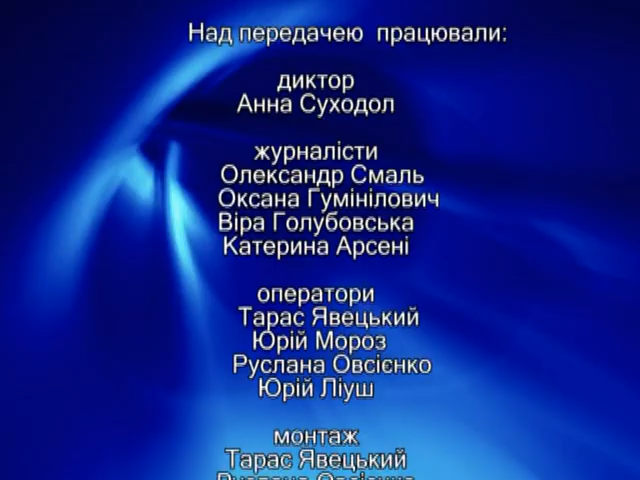 Над передачею працювали:
диктор
Анна Суходол
журналісти
Олександр Смаль
Оксана Гумінілович
Віра Голубовська
Катерина Арсені
оператори
Тарас Явецький
Юрій Мороз
Руслана Овсієнко
Юрій Ліуш
монтаж
Тарас Явецький